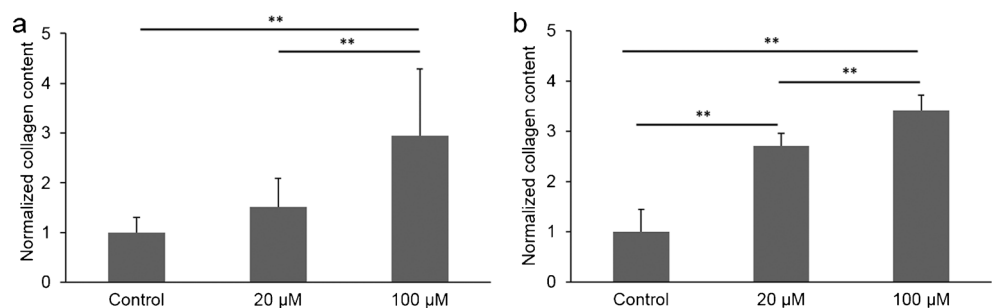 a
**
**
Normalized collagen content
5
4
3
2
1
0
Control
20 μM
100 μM
b
**
**
**
Normalized collagen content
5
4
3
2
1
0
Control
20 μM
100 μM